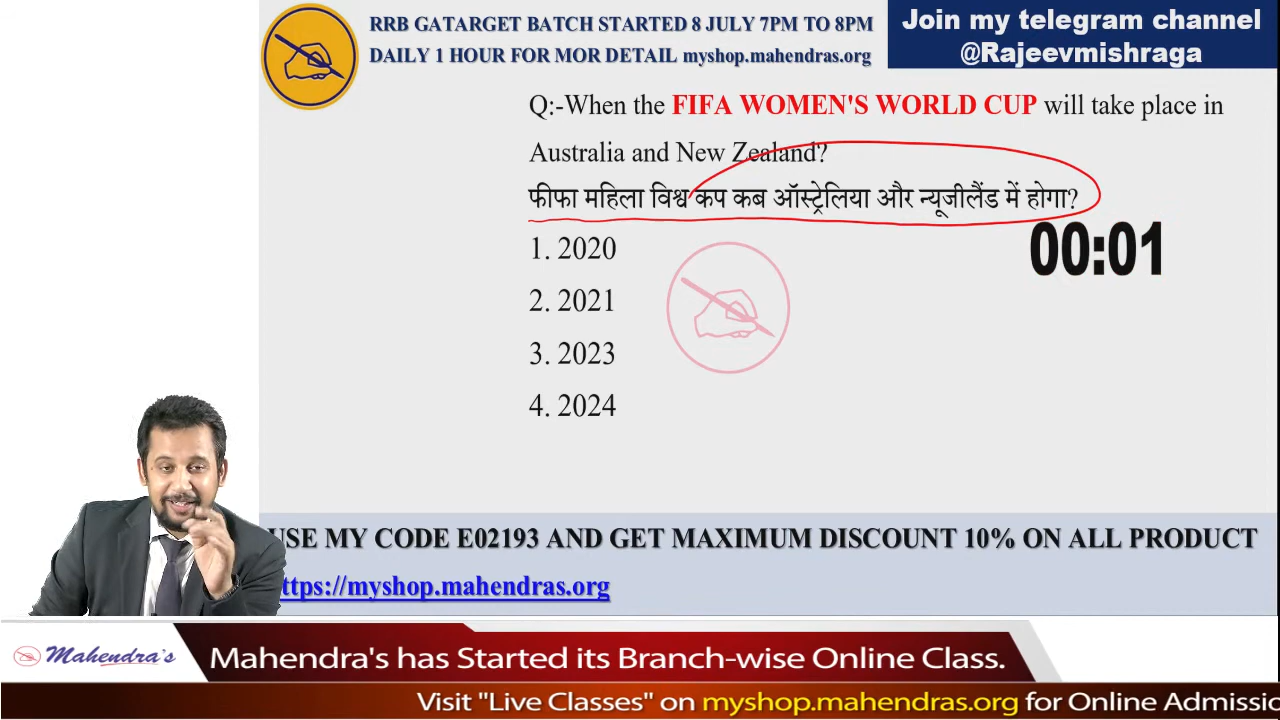 RRB GATARGET BATCH STARTED 8 JULY 7PM TO 8PM
DAILY 1 HOUR FOR MOR DETAIL myshop.mahendras.org
Join my telegram channel
@Rajeevmishraga
Q:-When the FIFA WOMEN'S WORLD CUP will take place in
Australia and New Zealand?
फीफा महिला विश्व कप कब ऑस्ट्रेलिया और न्यूजीलैंड में होगा?
1. 2020
2. 2021
3. 2023
4. 2024
00:01
USE MY CODE E02193 AND GET MAXIMUM DISCOUNT 10% ON ALL PRODUCT
ttps://myshop.mahendras.org
Mahendra's
Mahendra's has Started its Branch-wise Online Class.
Visit "Live Classes" on myshop.mahendras.org for Online Admissio